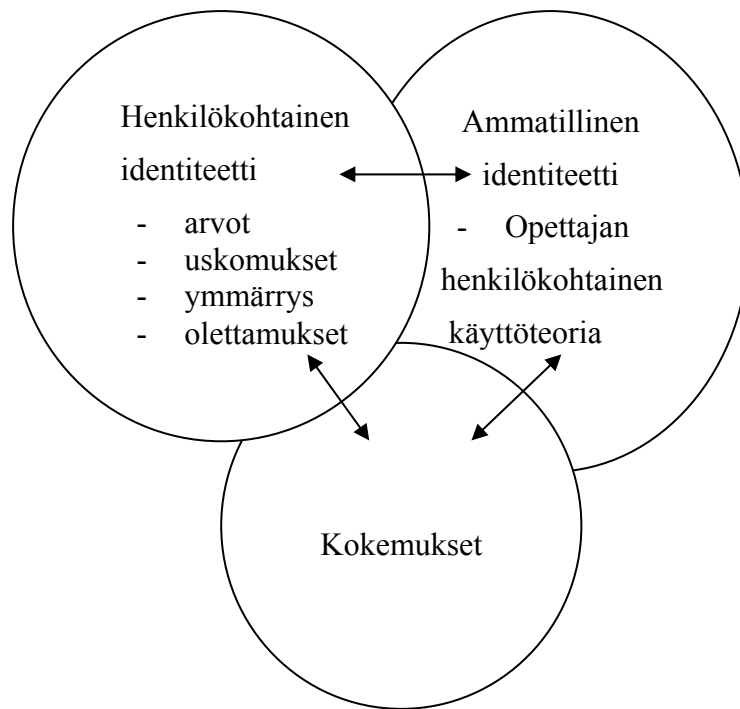 Henkilökohtainen
identiteetti
- arvot
- uskomukset
- ymmärrys
- olettamukset
Ammatillinen
identiteetti
- Opettajan
henkilökohtainen
käyttöteoria
Kokemukset